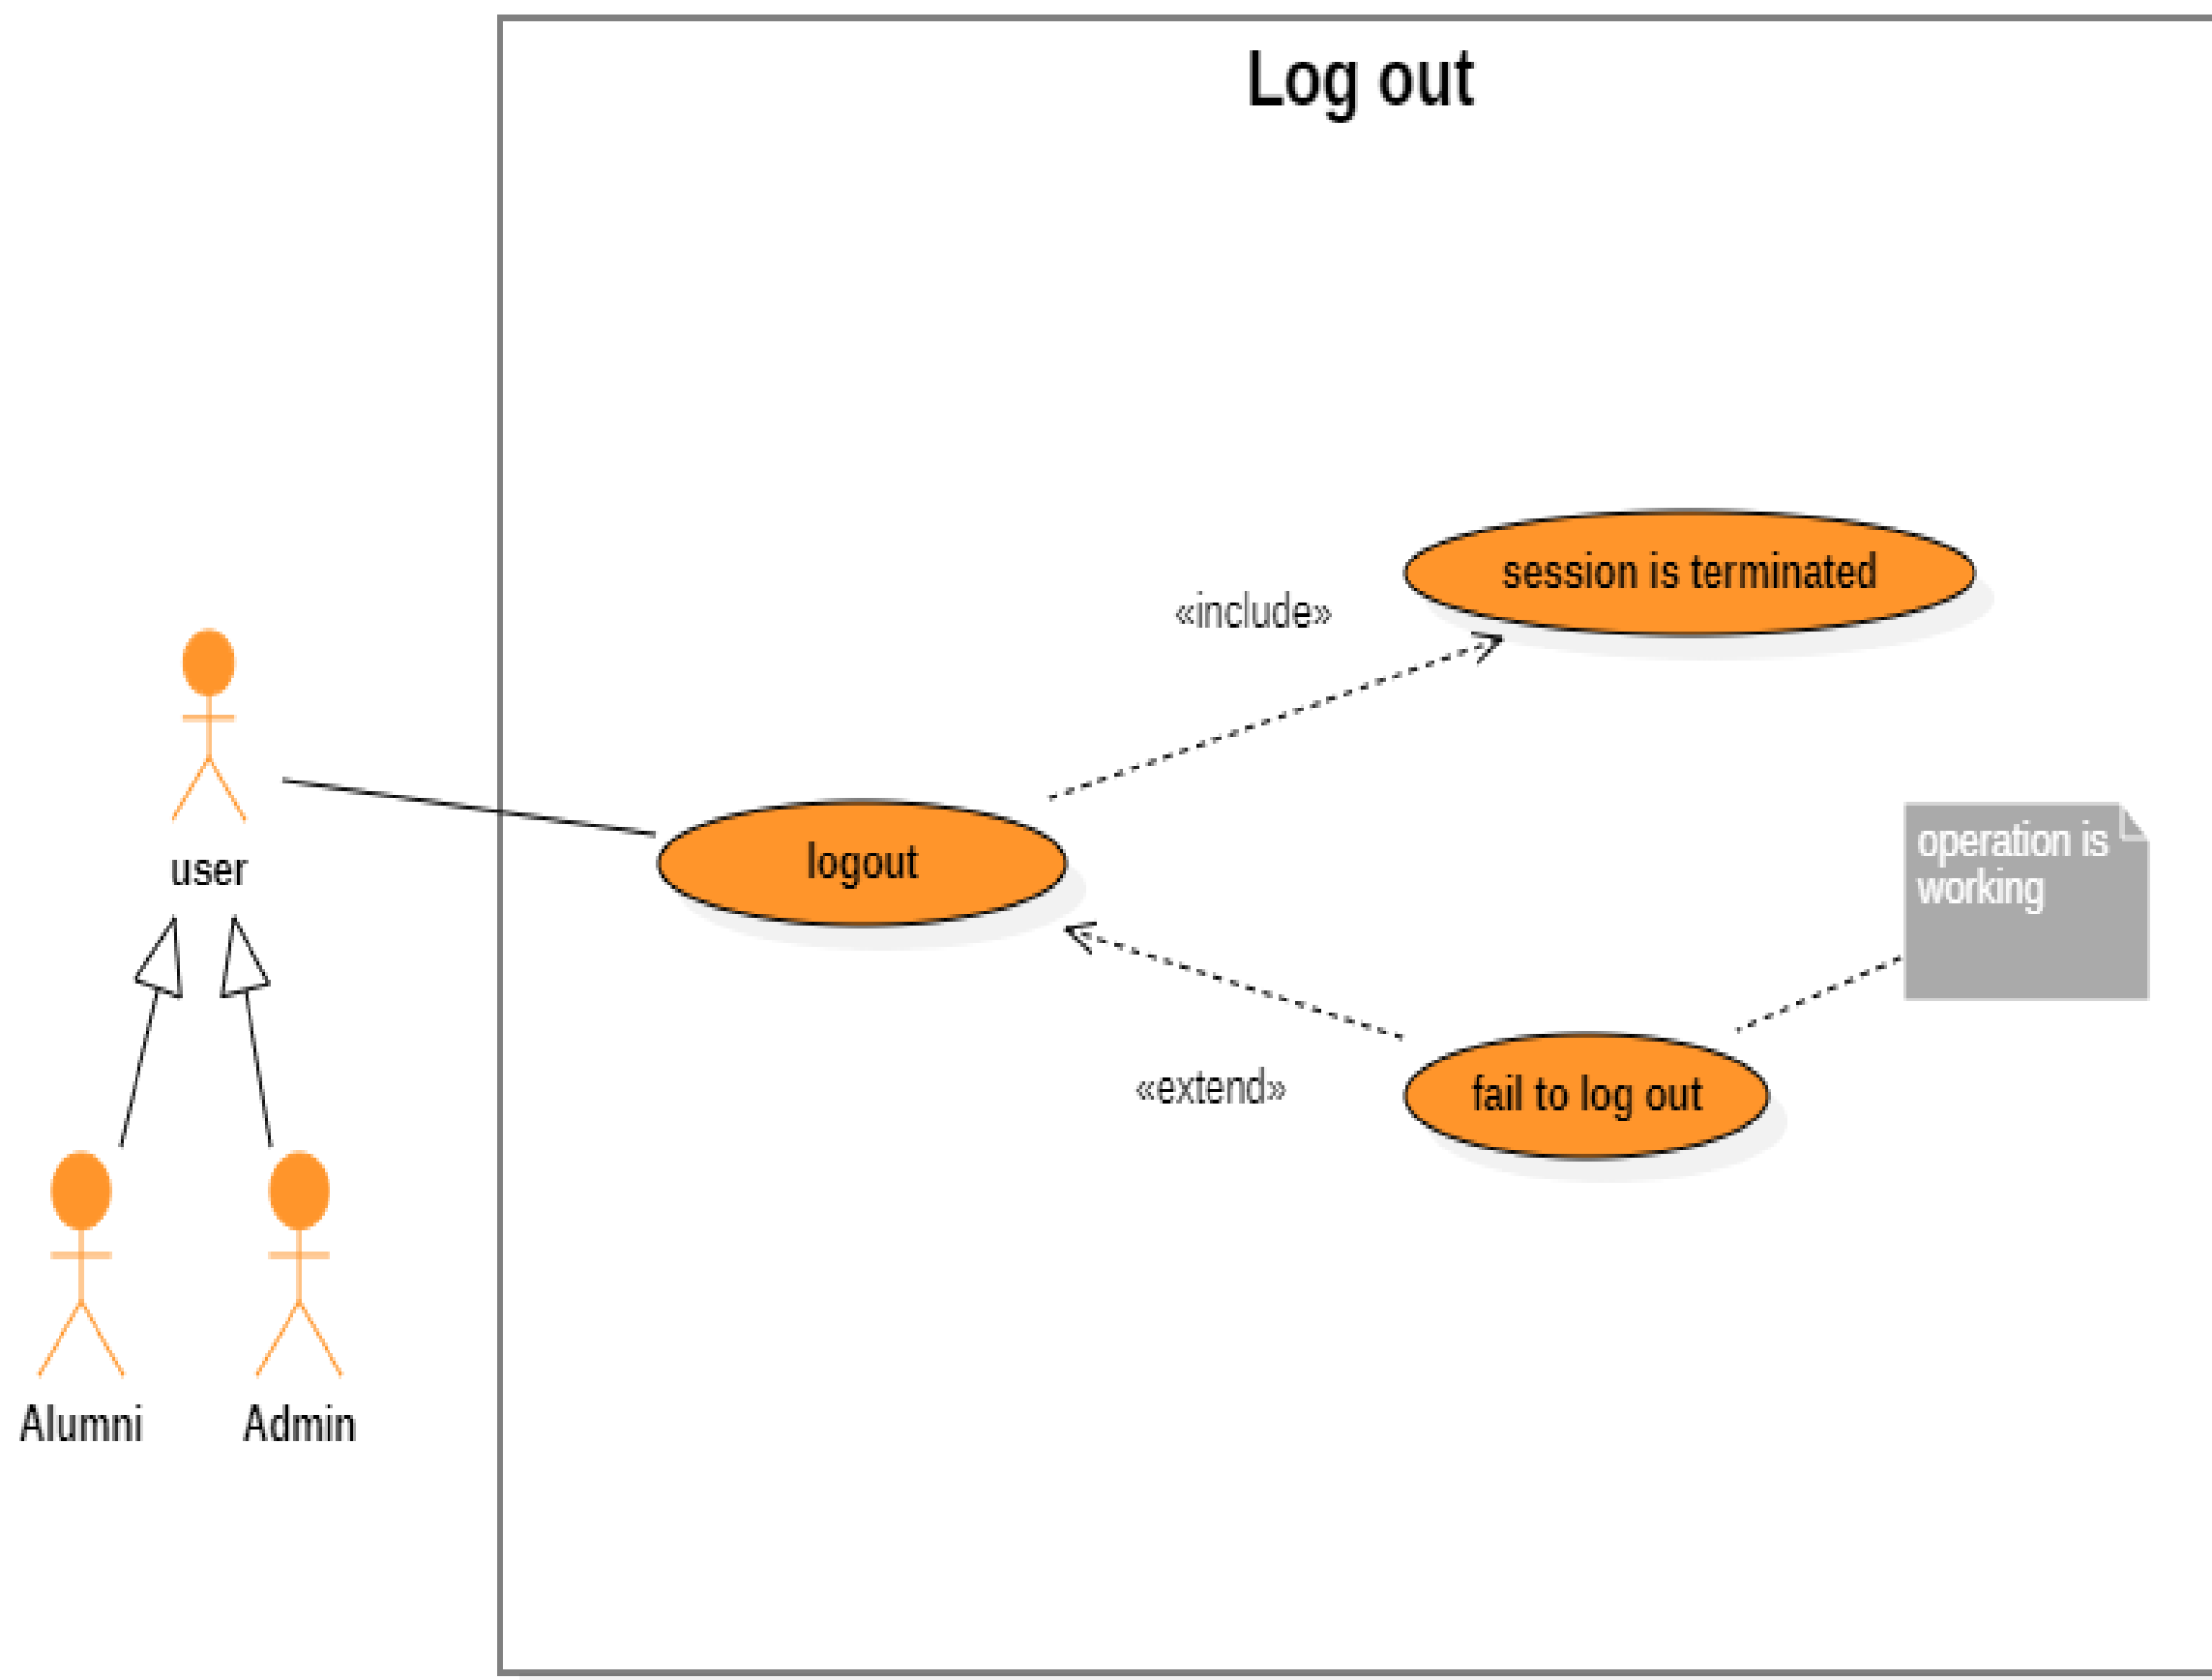 Log out
session is terminated
«include»
user
logout
operation is
working
«extend»
fail to log out
Alumni
Admin